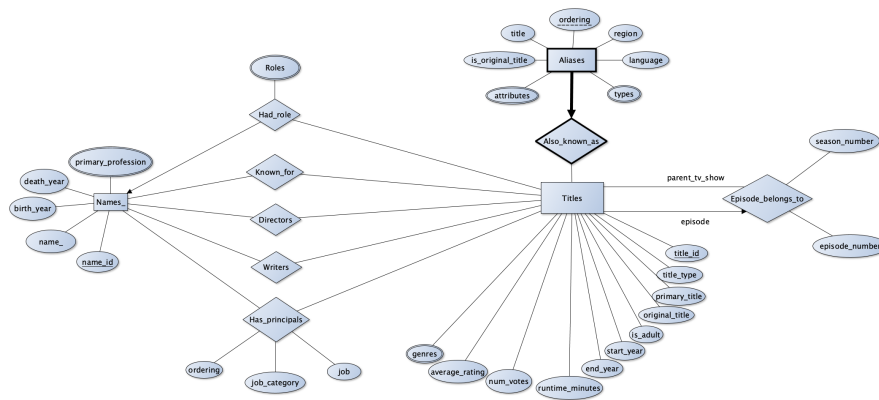 ordering
title
region
is_original_title
Aliases
language
attributes
types
Roles
Had_role
Also_known_as
primary_profession
death_year
Names_
birth_year
name_
name_id
Known_for
Directors
Writers
Has_principals
ordering
job_category
job
Titles
parent_tv_show
episode
Episode_belongs_to
season_number
episode_number
title_id
title_type
primary_title
original_title
is_adult
start_year
end_year
runtime_minutes
num_votes
average_rating
genres